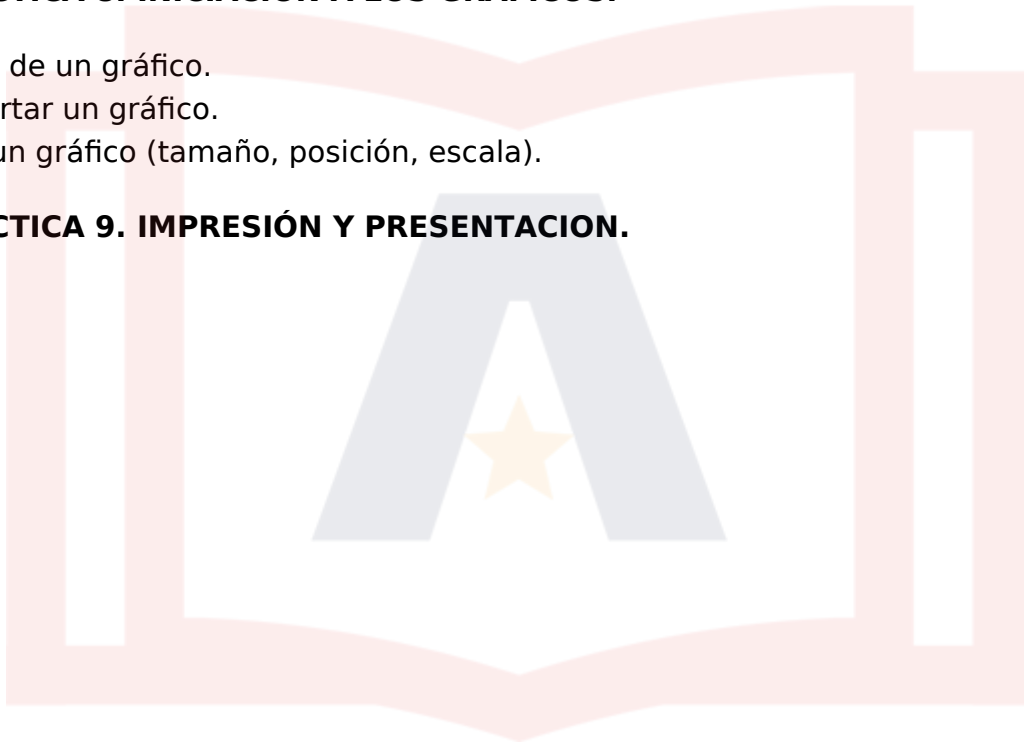 de un gráfico.
rtar un gráfico.
un gráfico (tamaño, posición, escala).
CTICA 9. IMPRESIÓN Y PRESENTACION.